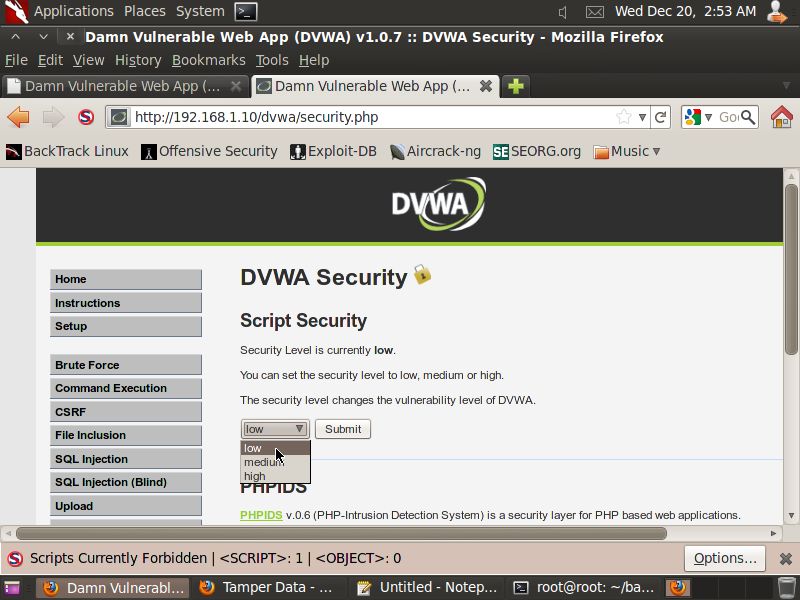 Applications Places System Wed Dec 20, 2:53 AM
Damn Vulnerable Web App (DVWA) v1.0.7 :: DVWA Security - Mozilla Firefox
File Edit View History Bookmarks Tools Help
Damn Vulnerable Web App (... Damn Vulnerable Web App (...
http://192.168.1.10/dvwa/security.php Goo
BackTrack Linux Offensive Security Exploit-DB Aircrack-ng SE SEORG.org Music
DVWA
Home
Instructions
Setup
Brute Force
Command Execution
CSRF
File Inclusion
SQL Injection
SQL Injection (Blind)
Upload
DVWA Security
Script Security
Security Level is currently low.
You can set the security level to low, medium or high.
The security level changes the vulnerability level of DVWA.
low Submit
low
medium
high
PHPIDS
PHPIDS v.0.6 (PHP-Intrusion Detection System) is a security layer for PHP based web applications.
Scripts Currently Forbidden | <SCRIPT>: 1 | <OBJECT>: 0 Options...
Damn Vulnerabl... Tamper Data - ... Untitled - Notep... root@root: ~/ba...